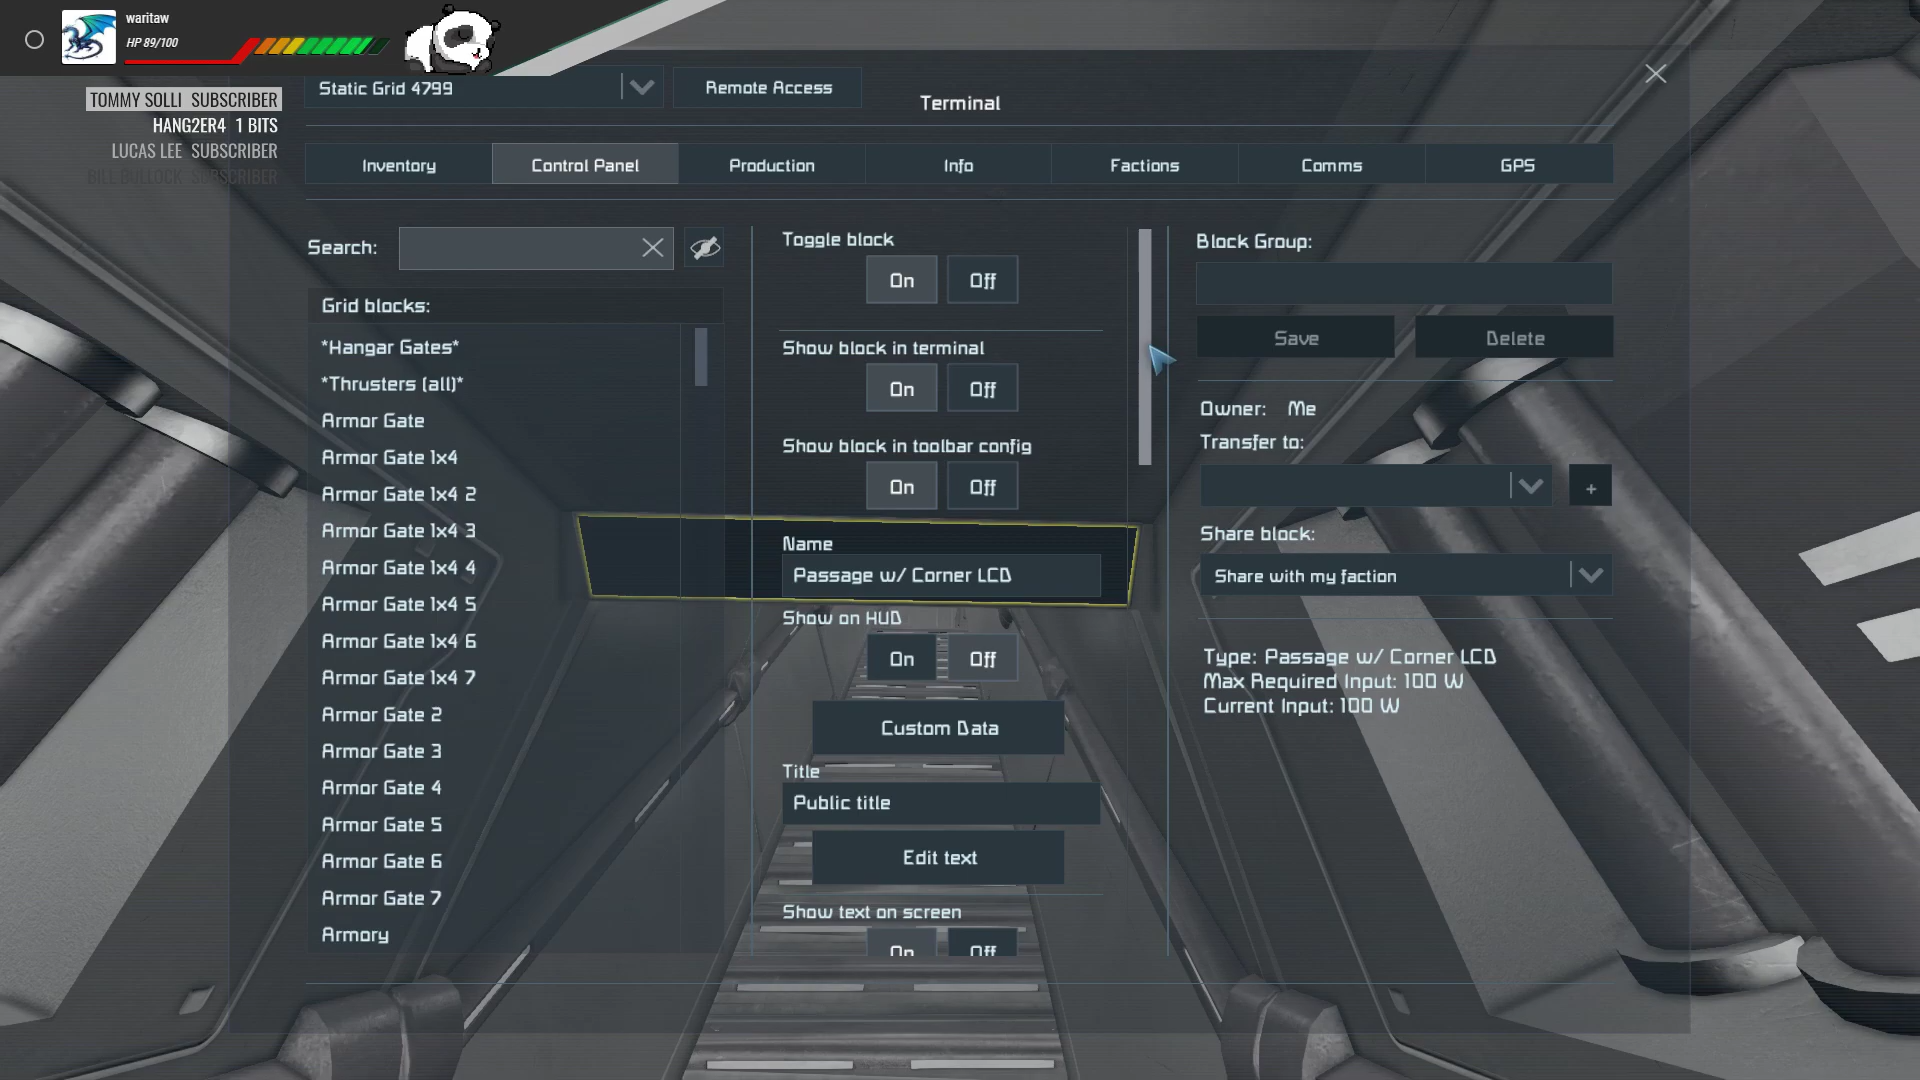 waritaw
HP 89/100
TOMMY SOLLI SUBSCRIBER
HANG2ER4 1 BITS
LUCAS LEE SUBSCRIBER
BILL BULLOCK SUBSCRIBER
Static Grid 4799
Remote Access
Terminal
Inventory
Control Panel
Production
Info
Factions
Comms
GPS
Search:
Grid blocks:
*Hangar Gates*
*Thrusters (all)*
Armor Gate
Armor Gate 1x4
Armor Gate 1x4 2
Armor Gate 1x4 3
Armor Gate 1x4 4
Armor Gate 1x4 5
Armor Gate 1x4 6
Armor Gate 1x4 7
Armor Gate 2
Armor Gate 3
Armor Gate 4
Armor Gate 5
Armor Gate 6
Armor Gate 7
Armory
Toggle block
On Off
Show block in terminal
On Off
Show block in toolbar config
On Off
Name
Passage w/ Corner LCD
Show on HUD
On Off
Custom Data
Title
Public title
Edit text
Show text on screen
On Off
Block Group:
Save Delete
Owner: Me
Transfer to:
+
Share block:
Share with my faction
Type: Passage w/ Corner LCD
Max Required Input: 100 W
Current Input: 100 W